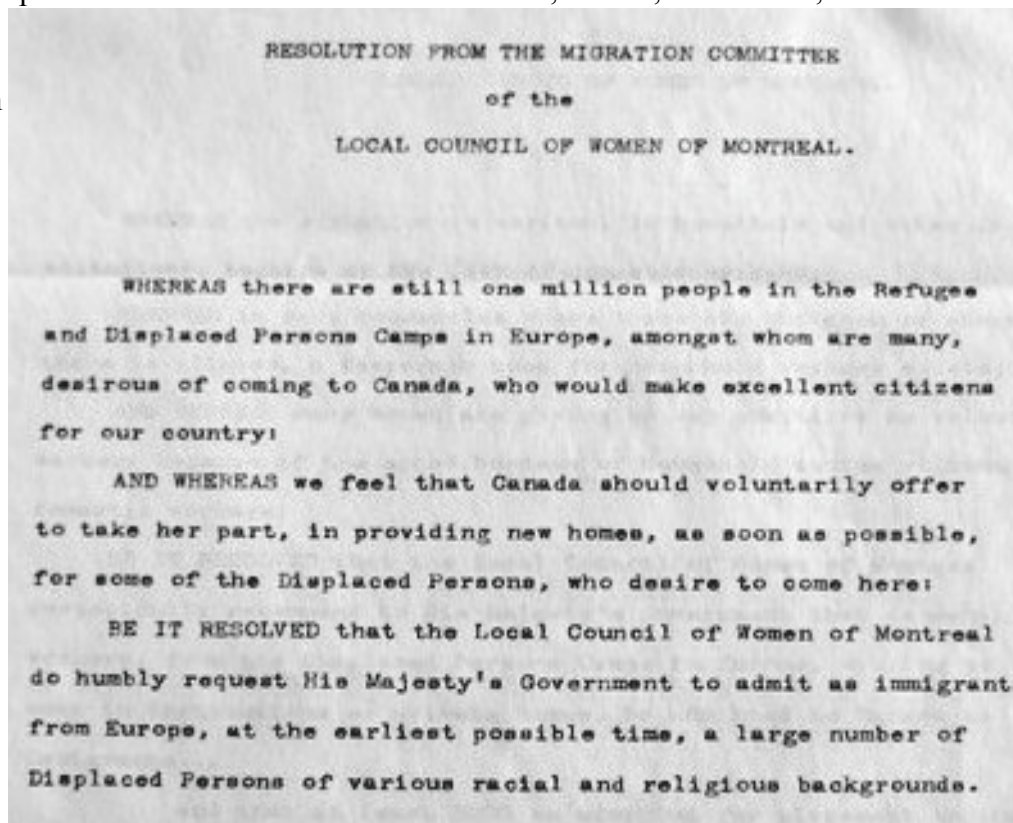 RESOLUTION FROM THE MIGRATION COMMITTEE
of the
LOCAL COUNCIL OF WOMEN OF MONTREAL.
WHEREAS there are still one million people in the Refugee
and Displaced Persons Camps in Europe, amongst whom are many,
desirous of coming to Canada, who would make excellent citizens
for our country:
AND WHEREAS we feel that Canada should voluntarily offer
to take her part, in providing new homes, as soon as possible,
for some of the Displaced Persons, who desire to come here:
BE IT RESOLVED that the Local Council of Women of Montreal
do humbly request His Majesty's Government to admit as immigrant
from Europe, at the earliest possible time, a large number of
Displaced Persons of various racial and religious backgrounds.